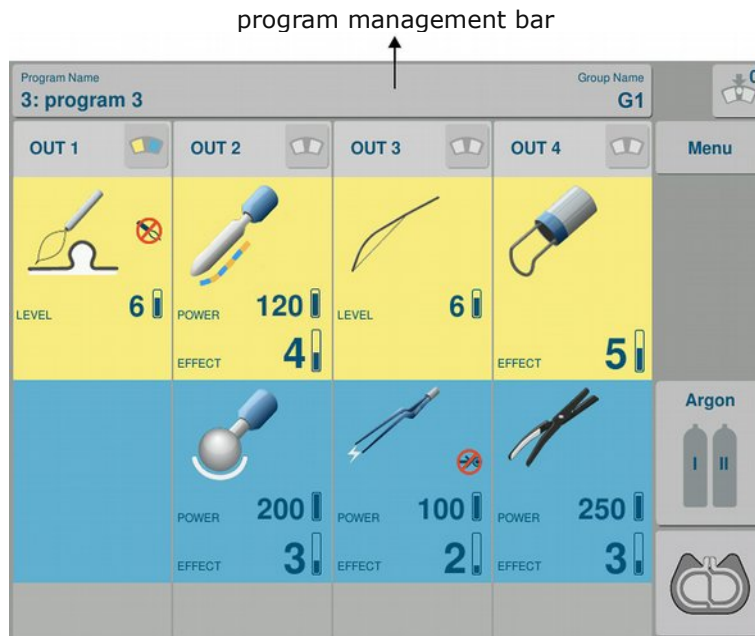 program management bar
Program Name
Group Name
3: program 3
G1
OUT 1
OUT 2
OUT 3
OUT 4
Menu
LEVEL 6
POWER 120
EFFECT 4
LEVEL 6
EFFECT 5
Argon
I II
POWER 200
EFFECT 3
POWER 100
EFFECT 2
POWER 250
EFFECT 3